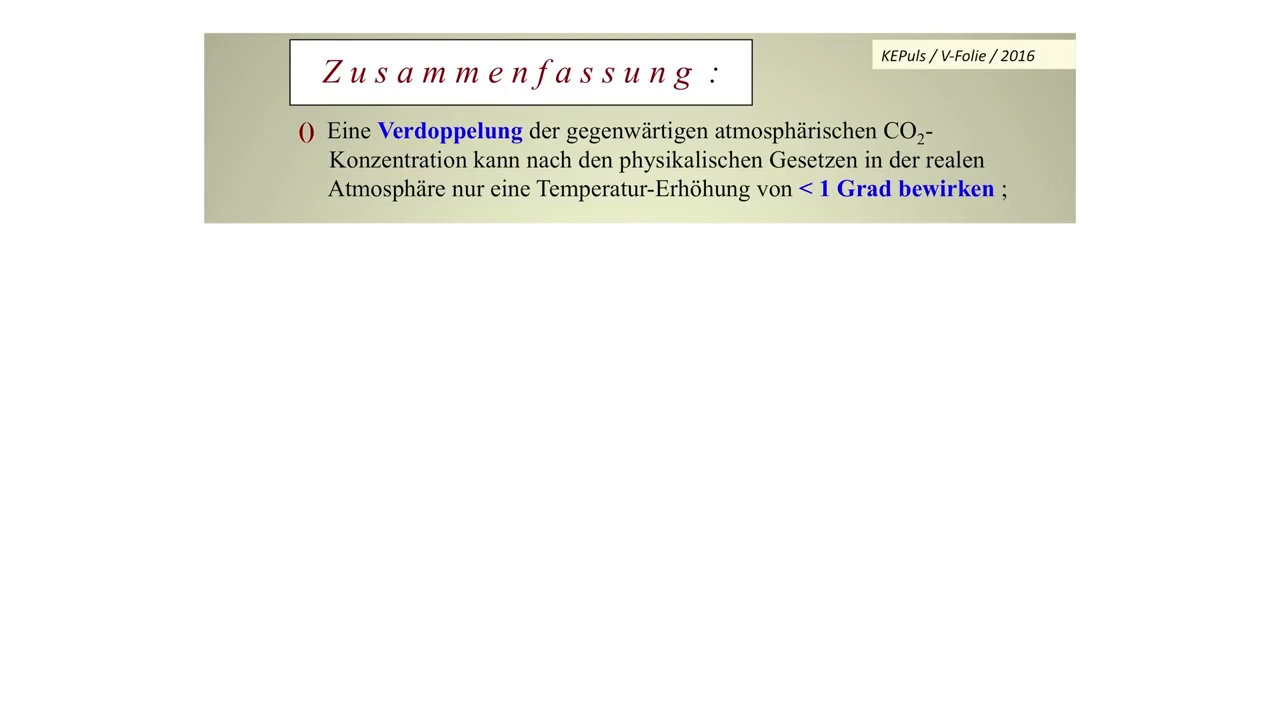 Zusammenfassung :
KEPuls / V-Folie / 2016
() Eine Verdoppelung der gegenwärtigen atmosphärischen CO₂-
Konzentration kann nach den physikalischen Gesetzen in der realen
Atmosphäre nur eine Temperatur-Erhöhung von < 1 Grad bewirken ;